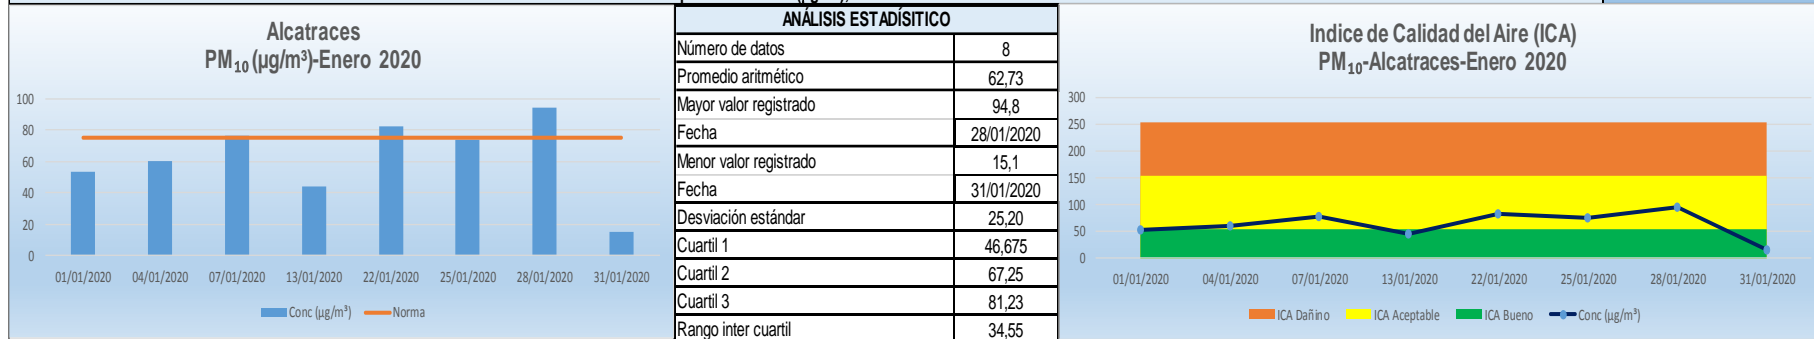 Alcatraces
PM₁₀ (µg/m³)-Enero 2020
100
80
60
40
20
0
01/01/2020 04/01/2020 07/01/2020 13/01/2020 22/01/2020 25/01/2020 28/01/2020 31/01/2020
Conc (µg/m³) Norma
ANÁLISIS ESTADÍSITICO
Número de datos 8
Promedio aritmético 62,73
Mayor valor registrado 94,8
Fecha 28/01/2020
Menor valor registrado 15,1
Fecha 31/01/2020
Desviación estándar 25,20
Cuartil 1 46,675
Cuartil 2 67,25
Cuartil 3 81,23
Rango inter cuartil 34,55
Indice de Calidad del Aire (ICA)
PM₁₀-Alcatraces-Enero 2020
300
250
200
150
100
50
0
01/01/2020 04/01/2020 07/01/2020 13/01/2020 22/01/2020 25/01/2020 28/01/2020 31/01/2020
ICA Dañino ICA Aceptable ICA Bueno Conc (µg/m³)